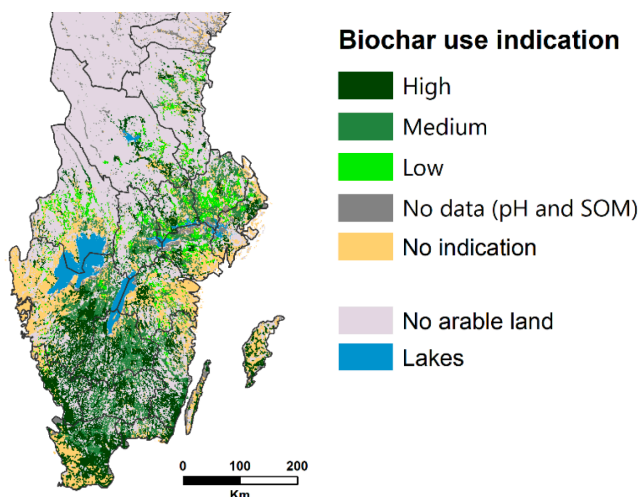 Biochar use indication
High
Medium
Low
No data (pH and SOM)
No indication
No arable land
Lakes
0 100 200
Km